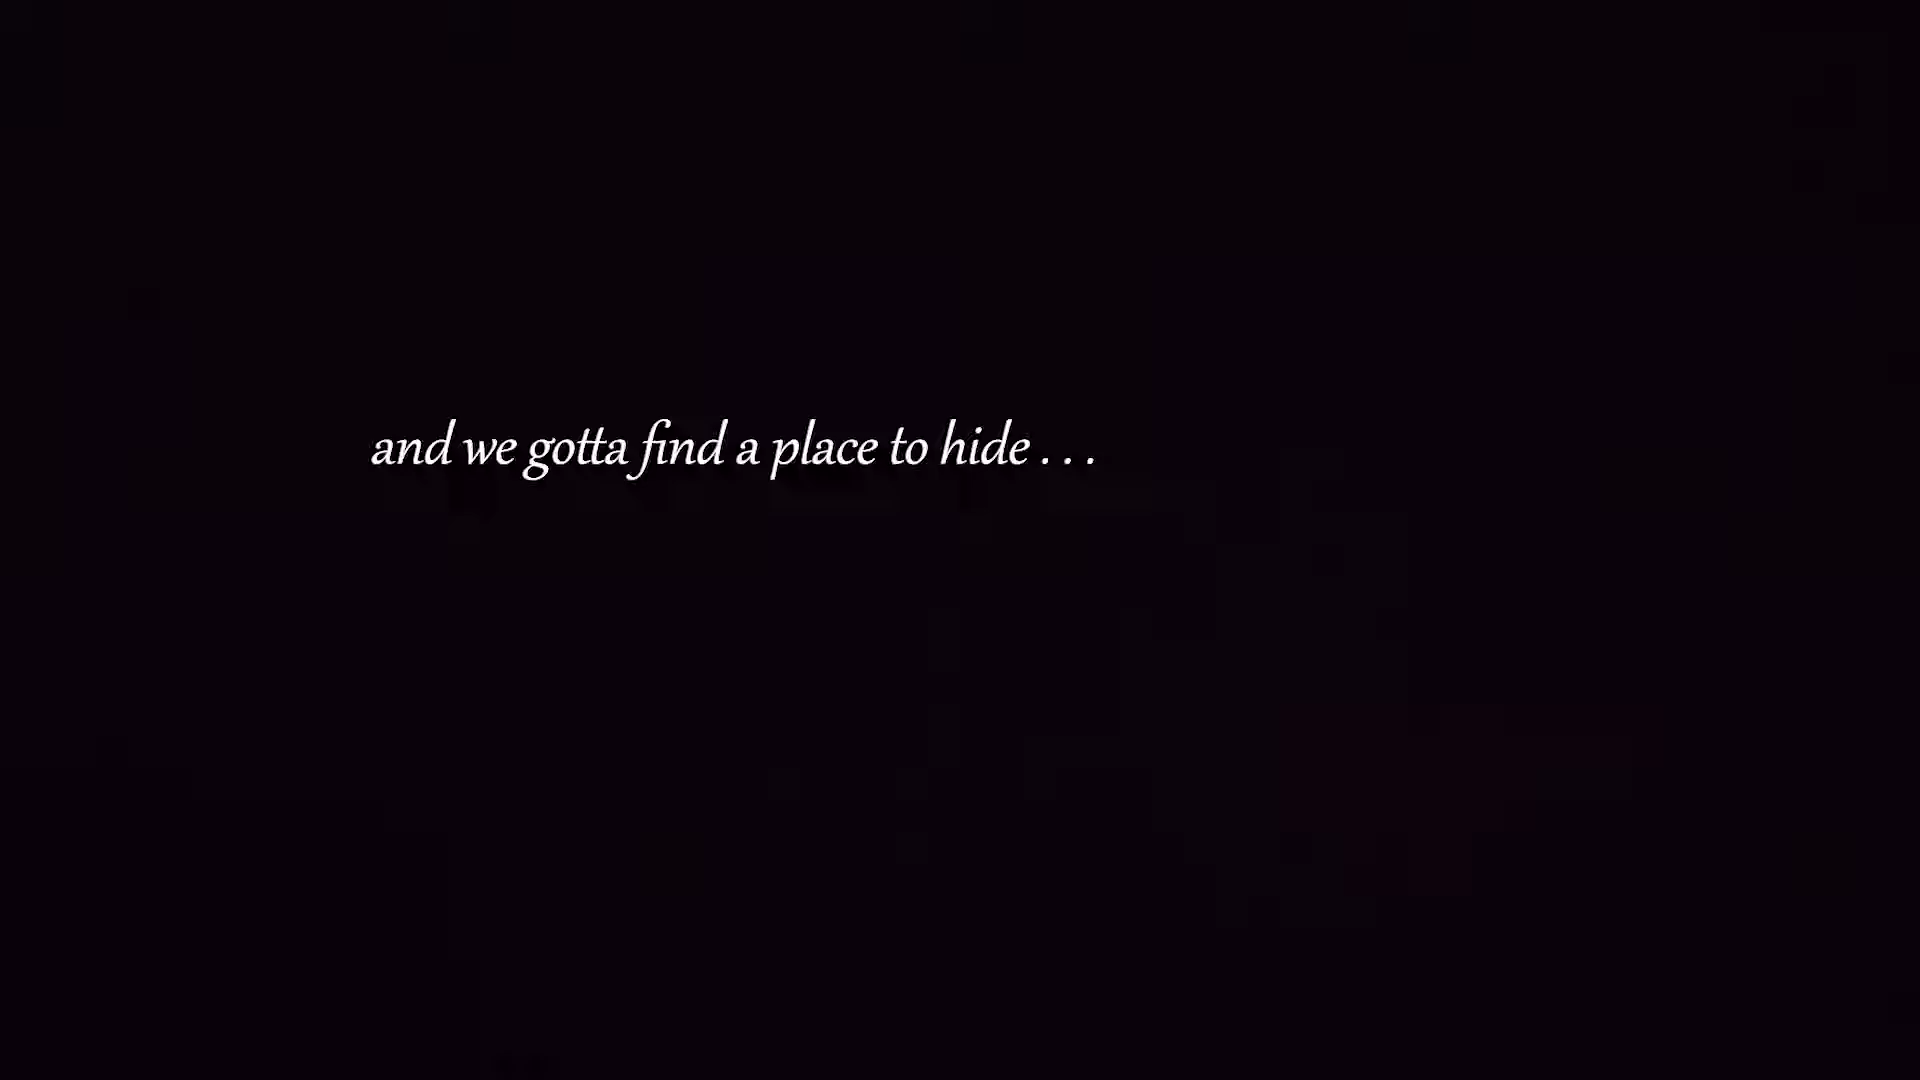 and we gotta find a place to hide . . .